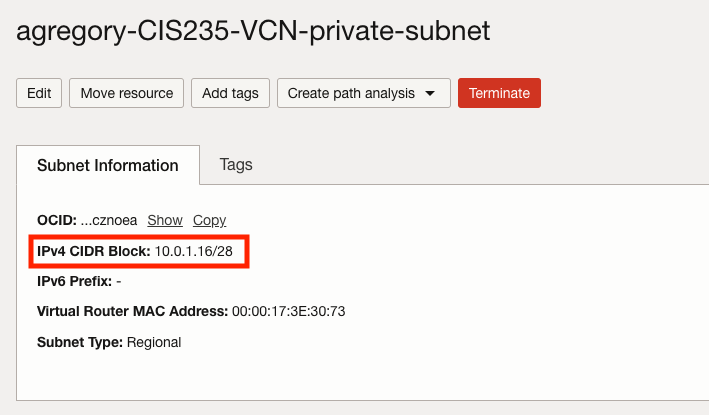 agregory-CIS235-VCN-private-subnet
Edit Move resource Add tags Create path analysis Terminate
Subnet Information Tags
OCID: ...cznoea Show Copy
IPv4 CIDR Block: 10.0.1.16/28
IPv6 Prefix: -
Virtual Router MAC Address: 00:00:17:3E:30:73
Subnet Type: Regional